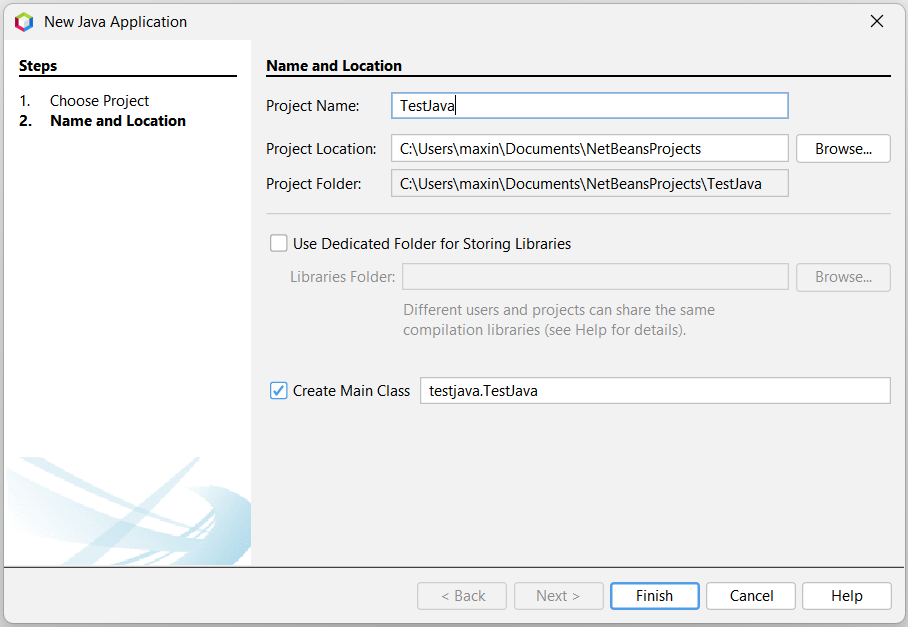 New Java Application
Steps
1. Choose Project
2. Name and Location
Name and Location
Project Name: TestJava
Project Location: C:\Users\maxin\Documents\NetBeansProjects Browse...
Project Folder: C:\Users\maxin\Documents\NetBeansProjects\TestJava
Use Dedicated Folder for Storing Libraries
Libraries Folder: Browse...
Different users and projects can share the same
compilation libraries (see Help for details).
Create Main Class testjava.TestJava
< Back Next > Finish Cancel Help